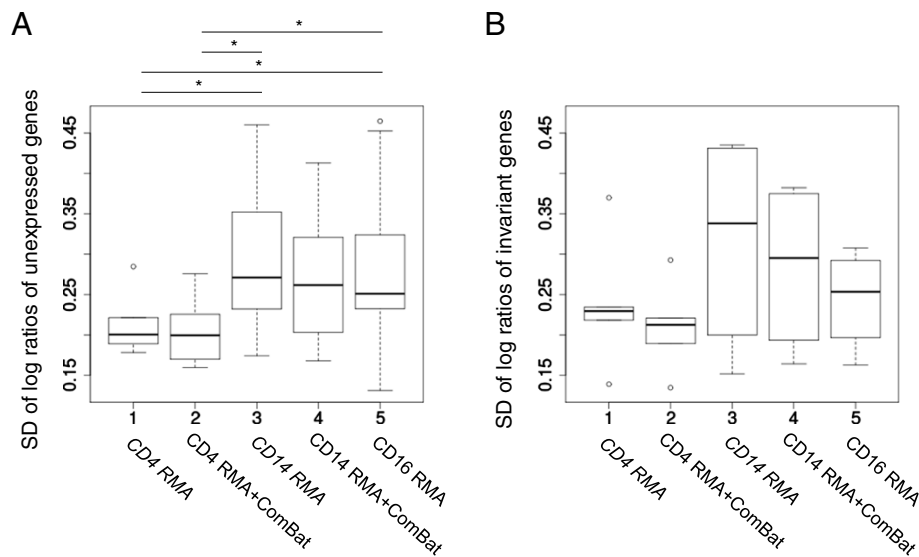 A
B
*
*
*
*
SD of log ratios of unexpressed genes
0.45
0.35
0.25
0.15
1 2 3 4 5
CD4 RMA
CD4 RMA+ComBat
CD14 RMA
CD14 RMA+ComBat
CD16 RMA
SD of log ratios of invariant genes
0.45
0.35
0.25
0.15
1 2 3 4 5
CD4 RMA
CD4 RMA+ComBat
CD14 RMA
CD14 RMA+ComBat
CD16 RMA